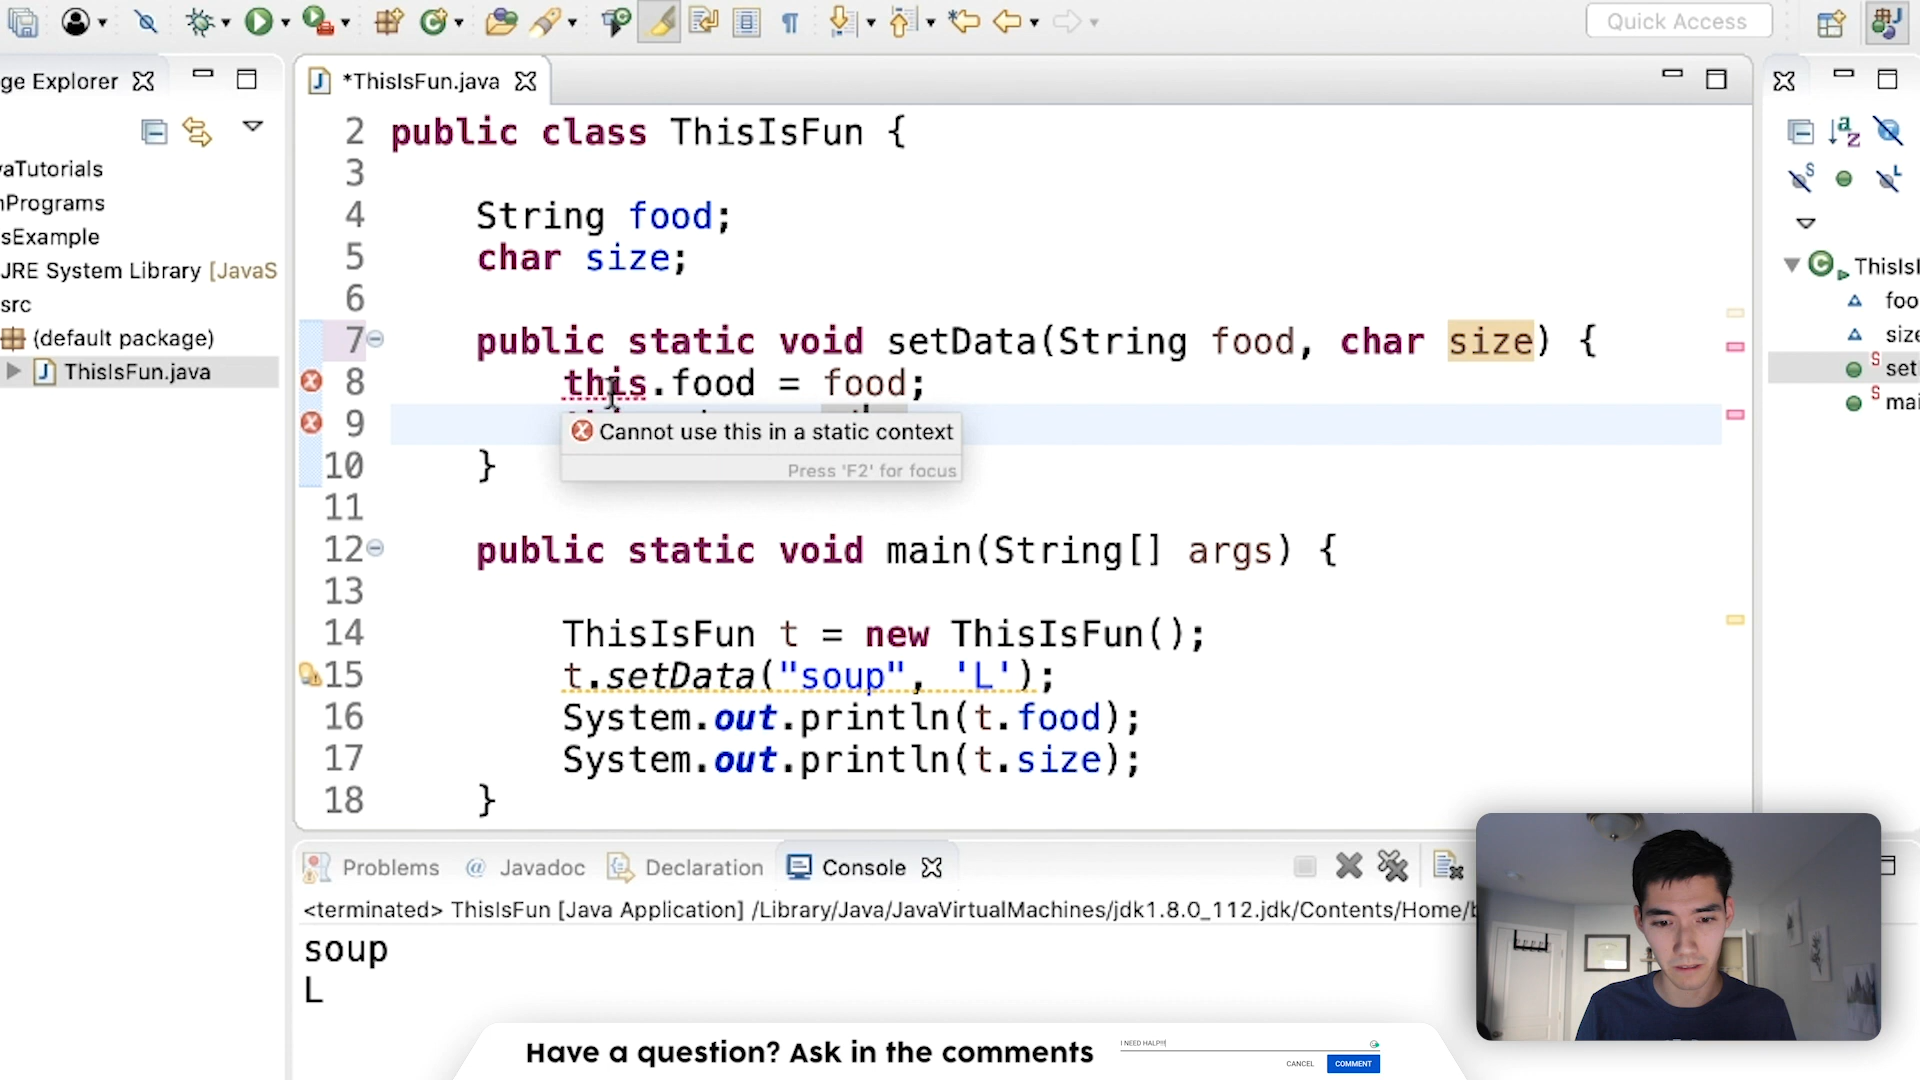 Quick Access
ge Explorer
*ThisIsFun.java
vaTutorials
nPrograms
sExample
JRE System Library [JavaS
src
(default package)
ThisIsFun.java
2 public class ThisIsFun {
3
4 String food;
5 char size;
6
7 public static void setData(String food, char size) {
8 this.food = food;
9
Cannot use this in a static context
Press 'F2' for focus
10 }
11
12 public static void main(String[] args) {
13
14 ThisIsFun t = new ThisIsFun();
15 t.setData("soup", 'L');
16 System.out.println(t.food);
17 System.out.println(t.size);
18 }
ThisIsI
foo
size
set
mai
Problems @ Javadoc Declaration Console
<terminated> ThisIsFun [Java Application] /Library/Java/JavaVirtualMachines/jdk1.8.0_112.jdk/Contents/Home/b
soup
L
Have a question? Ask in the comments
I NEED HALP!!!
CANCEL COMMENT